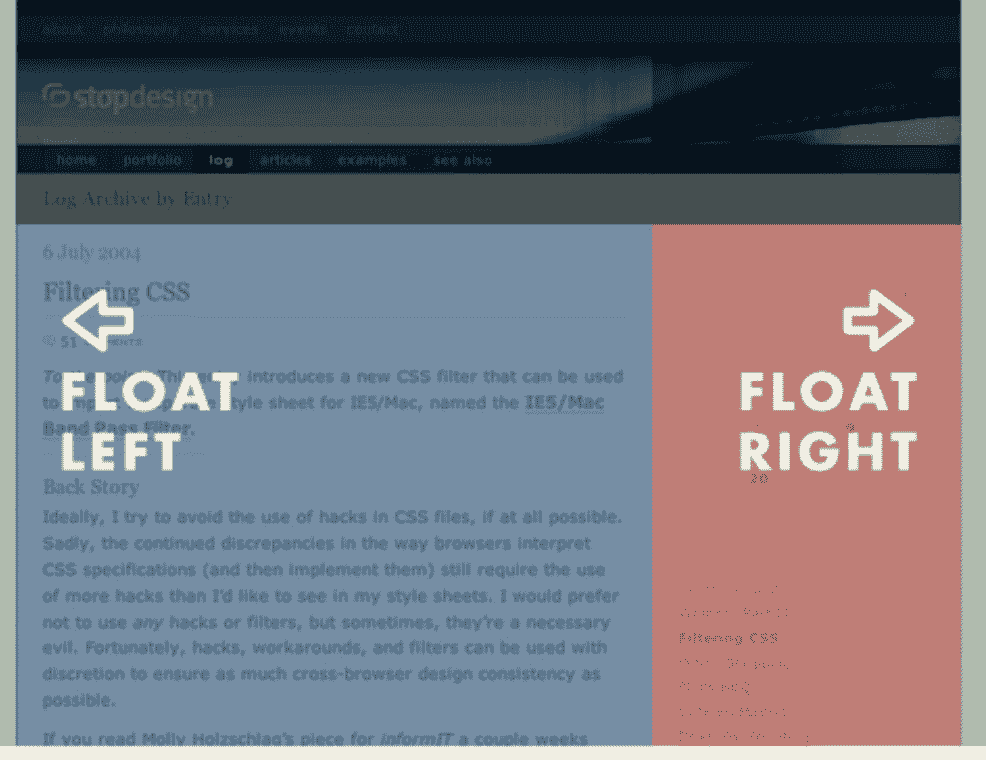 about philosophy services events contact
stopdesign
home portfolio log articles examples see also
Log Archive by Entry
6 July 2004
Filtering CSS
51
FLOAT
LEFT
introduces a new CSS filter that can be used
style sheet for IE5/Mac, named the IE5/Mac
Band Pass Filter.
Back Story
Ideally, I try to avoid the use of hacks in CSS files, if at all possible.
Sadly, the continued discrepancies in the way browsers interpret
CSS specifications (and then implement them) still require the use
of more hacks than I'd like to see in my style sheets. I would prefer
not to use any hacks or filters, but sometimes, they're a necessary
evil. Fortunately, hacks, workarounds, and filters can be used with
discretion to ensure as much cross-browser design consistency as
possible.
If you read Molly Holzschlag's piece for informIT a couple weeks
FLOAT
RIGHT
9
20
Filtering CSS